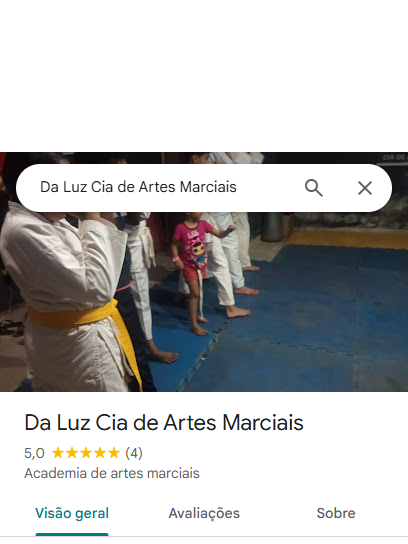 CIA DE
Da Luz Cia de Artes Marciais
Da Luz Cia de Artes Marciais
5,0 (4)
Academia de artes marciais
Visão geral Avaliações Sobre